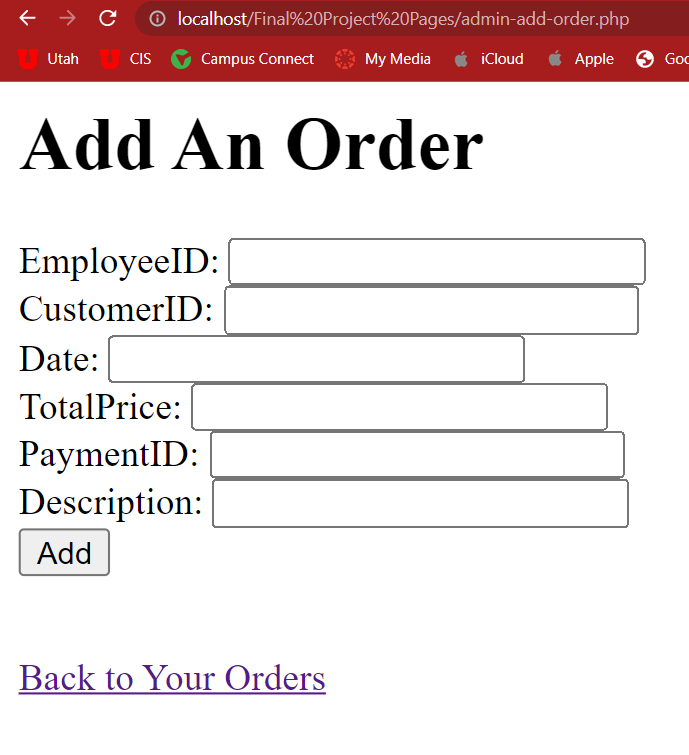 localhost/Final%20Project%20Pages/admin-add-order.php
Utah CIS Campus Connect My Media iCloud Apple Goo
Add An Order
EmployeeID:
CustomerID:
Date:
TotalPrice:
PaymentID:
Description:
Add
Back to Your Orders